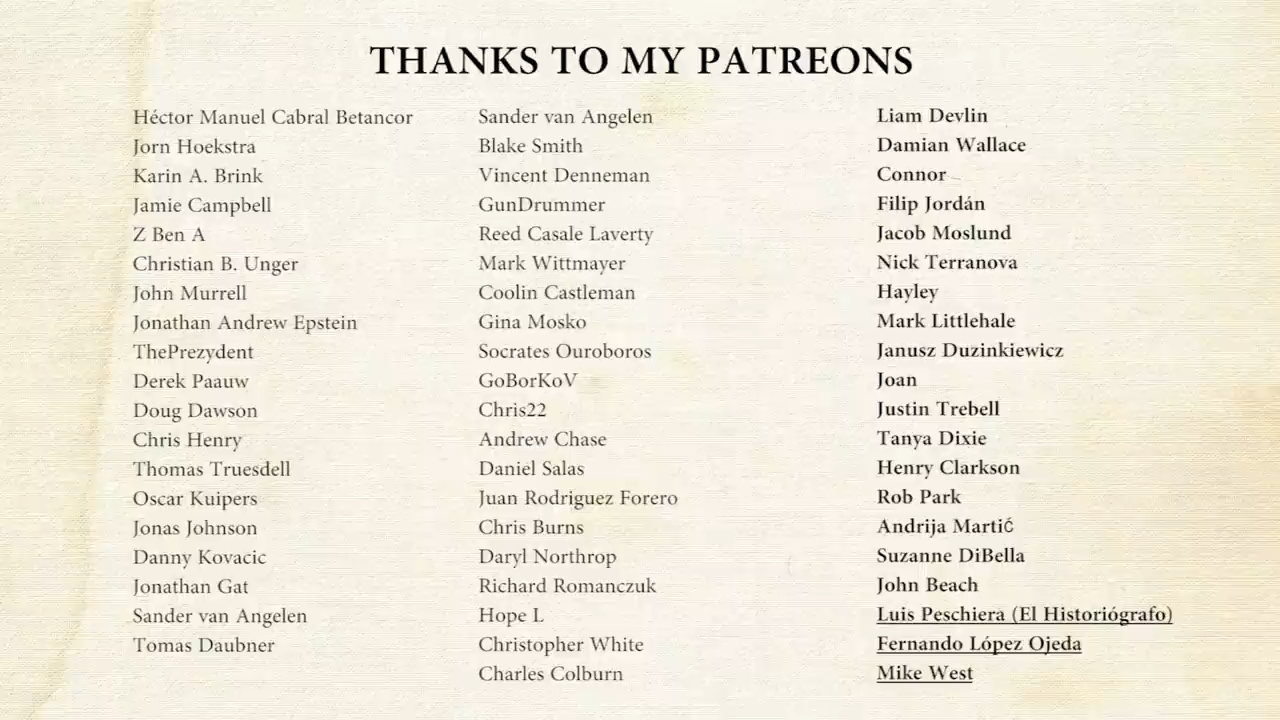 THANKS TO MY PATREONS
Héctor Manuel Cabral Betancor
Jorn Hoekstra
Karin A. Brink
Jamie Campbell
Z Ben A
Christian B. Unger
John Murrell
Jonathan Andrew Epstein
ThePrezydent
Derek Paauw
Doug Dawson
Chris Henry
Thomas Truesdell
Oscar Kuipers
Jonas Johnson
Danny Kovacic
Jonathan Gat
Sander van Angelen
Tomas Daubner
Sander van Angelen
Blake Smith
Vincent Denneman
GunDrummer
Reed Casale Laverty
Mark Wittmayer
Coolin Castleman
Gina Mosko
Socrates Ouroboros
GoBorKoV
Chris22
Andrew Chase
Daniel Salas
Juan Rodriguez Forero
Chris Burns
Daryl Northrop
Richard Romanczuk
Hope L
Christopher White
Charles Colburn
Liam Devlin
Damian Wallace
Connor
Filip Jordán
Jacob Moslund
Nick Terranova
Hayley
Mark Littlehale
Janusz Duzinkiewicz
Joan
Justin Trebell
Tanya Dixie
Henry Clarkson
Rob Park
Andrija Martić
Suzanne DiBella
John Beach
Luis Peschiera (El Historiógrafo)
Fernando López Ojeda
Mike West